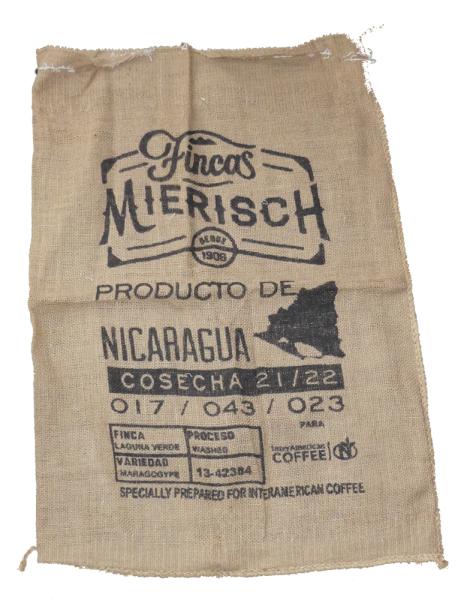 Fincas
MIERISCH
DESDE
1908
PRODUCTO DE
NICARAGUA
COSECHA 21/22
017 / 043 / 023
PARA
FINCA PROCESO
LAGUNA VERDE WASHED
VARIEDAD
MARAGOGYPE 13-42384
InterAmerican
COFFEE
SPECIALLY PREPARED FOR INTERAMERICAN COFFEE